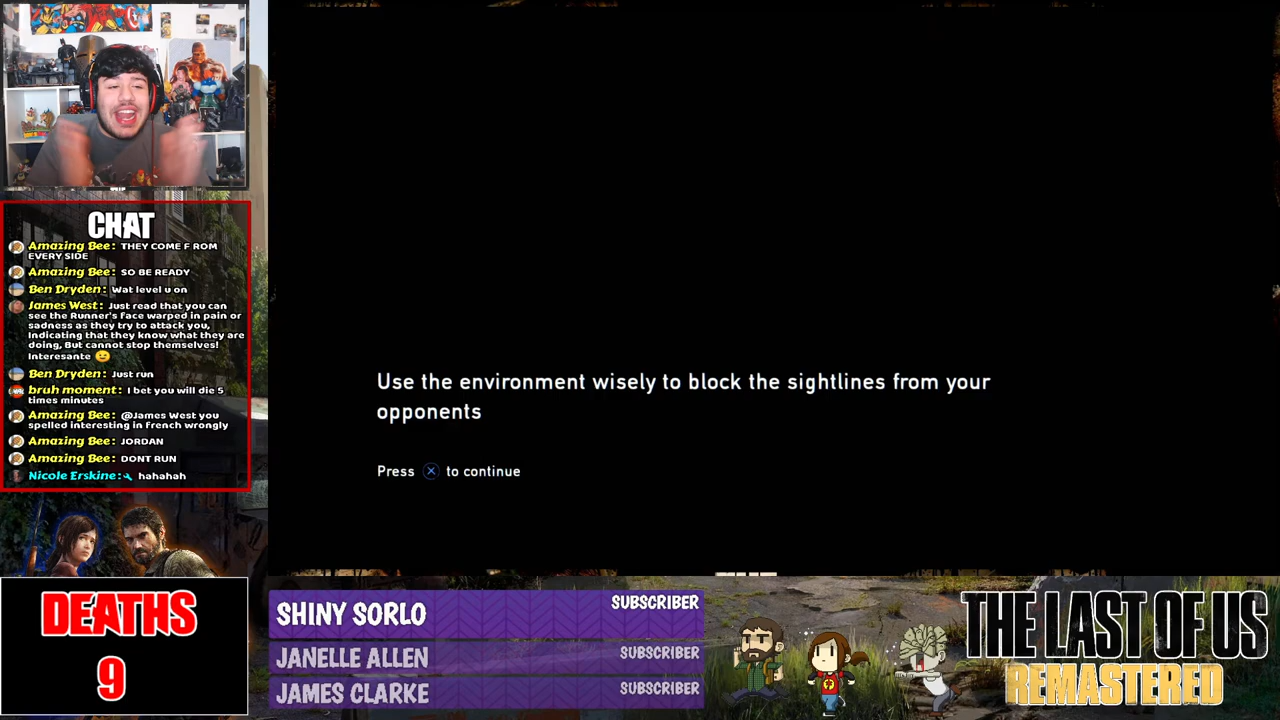 CHAT
Amazing Bee: THEY COME F ROM
EVERY SIDE
Amazing Bee: SO BE READY
Ben Dryden: Wat level u on
James West: Just read that you can
see the Runner's face warped in pain or
sadness as they try to attack you,
Indicating that they know what they are
doing, But cannot stop themselves!
Interesante 😉
Ben Dryden: Just run
bruh moment: I bet you will die 5
times minutes
Amazing Bee: @James West you
spelled interesting in french wrongly
Amazing Bee: JORDAN
Amazing Bee: DONT RUN
Nicole Erskine: hahahah
Use the environment wisely to block the sightlines from your
opponents
Press ⓧ to continue
DEATHS
9
SHINY SORLO SUBSCRIBER
JANELLE ALLEN SUBSCRIBER
JAMES CLARKE SUBSCRIBER
THE LAST OF US
REMASTERED